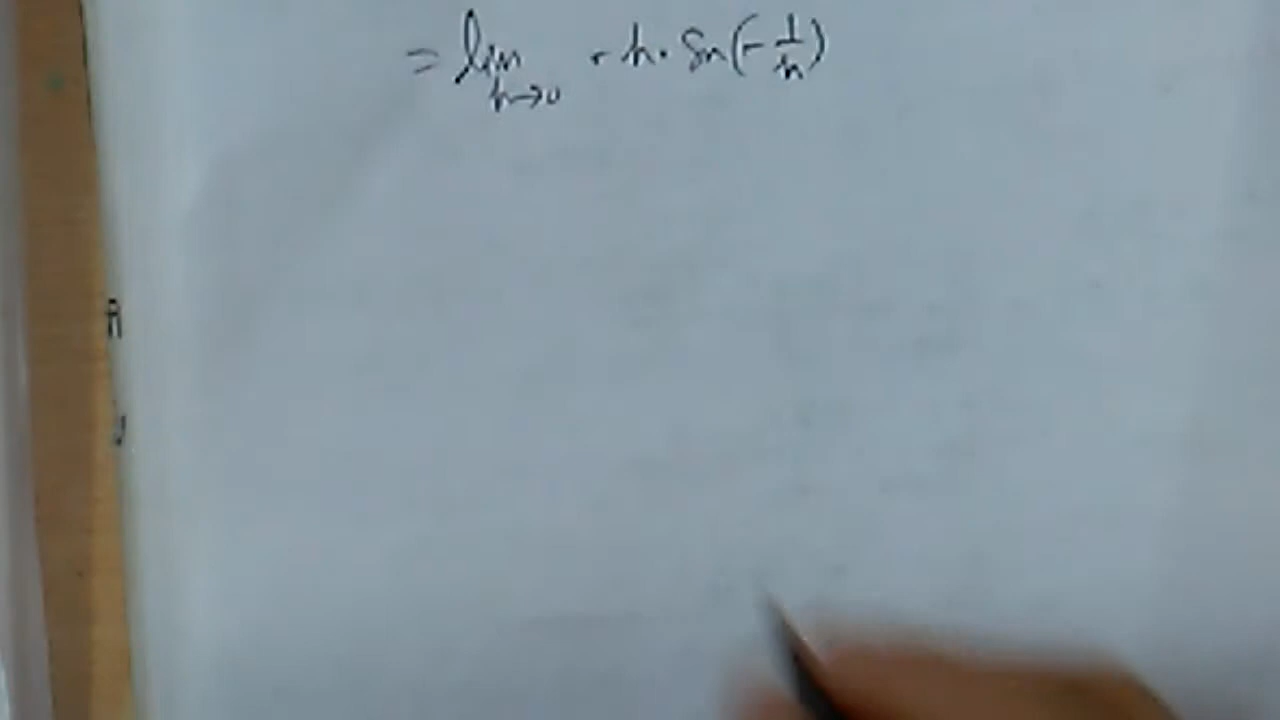 = lim h→0 - h · Sin(-1/h)